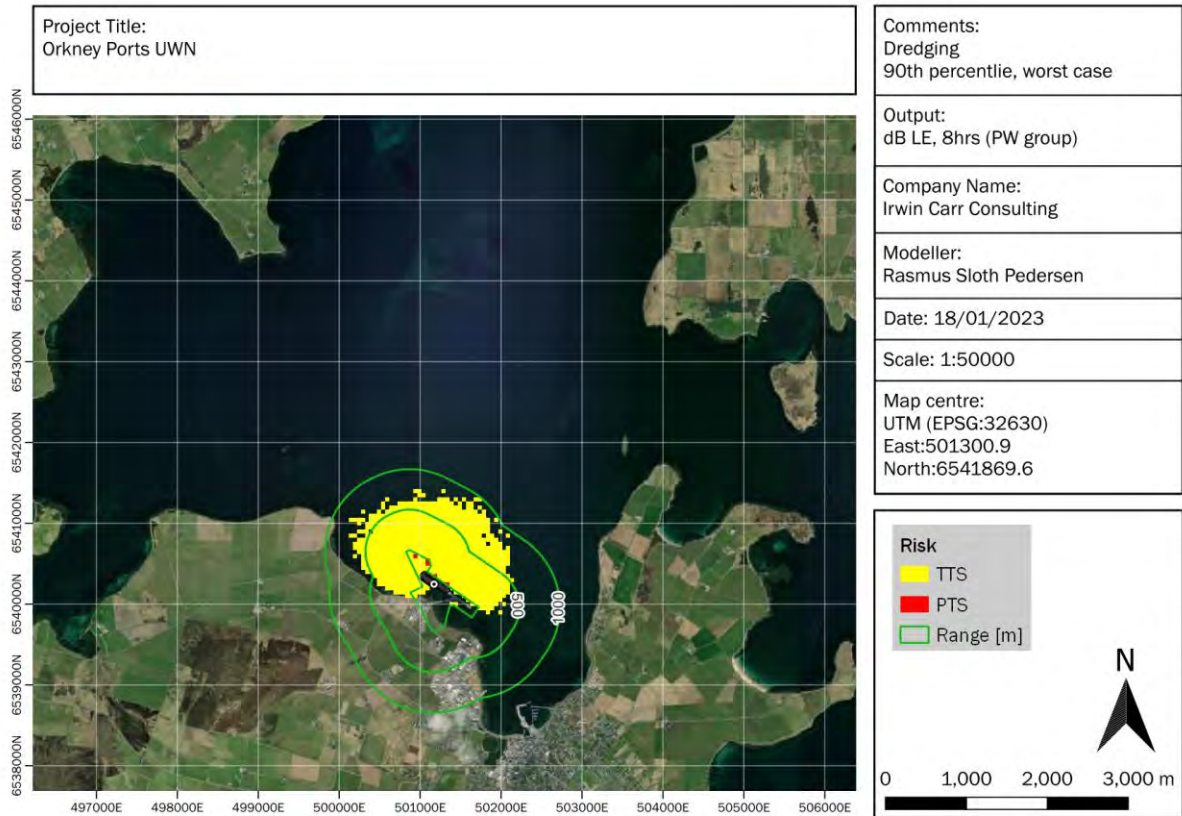 Project Title:
Orkney Ports UWN
Comments:
Dredging
90th percentlie, worst case
Output:
dB LE, 8hrs (PW group)
Company Name:
Irwin Carr Consulting
Modeller:
Rasmus Sloth Pedersen
Date: 18/01/2023
Scale: 1:50000
Map centre:
UTM (EPSG:32630)
East:501300.9
North:6541869.6
6546000N
6545000N
6544000N
6543000N
6542000N
6541000N
6540000N
6539000N
6538000N
500
1000
497000E 498000E 499000E 500000E 501000E 502000E 503000E 504000E 505000E 506000E
Risk
TTS
PTS
Range [m]
N
0 1,000 2,000 3,000 m